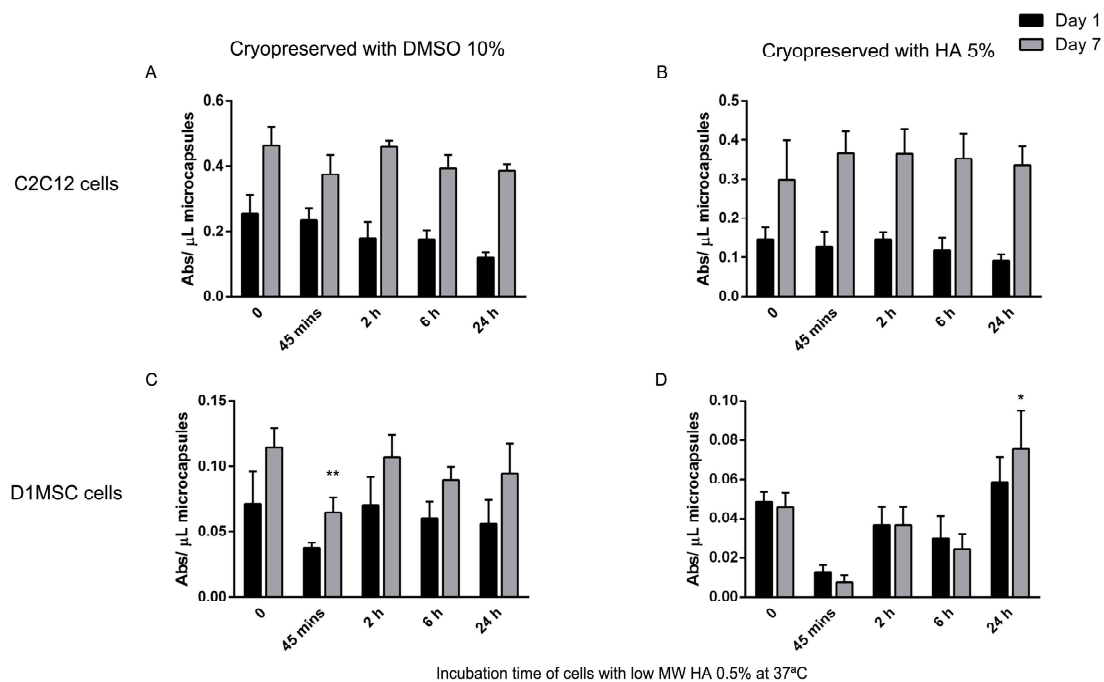 Day 1
Day 7
Cryopreserved with DMSO 10%
Cryopreserved with HA 5%
A
B
C2C12 cells
Abs/ µL microcapsules
0.6
0.4
0.2
0.0
0
45 mins
2 h
6 h
24 h
Abs/ µL microcapsules
0.5
0.4
0.3
0.2
0.1
0.0
0
45 mins
2 h
6 h
24 h
C
D
D1MSC cells
Abs/ µL microcapsules
0.15
0.10
0.05
0.00
**
0
45 mins
2 h
6 h
24 h
Abs/ µL microcapsules
0.10
0.08
0.06
0.04
0.02
0.00
*
0
45 mins
2 h
6 h
24 h
Incubation time of cells with low MW HA 0.5% at 37ªC